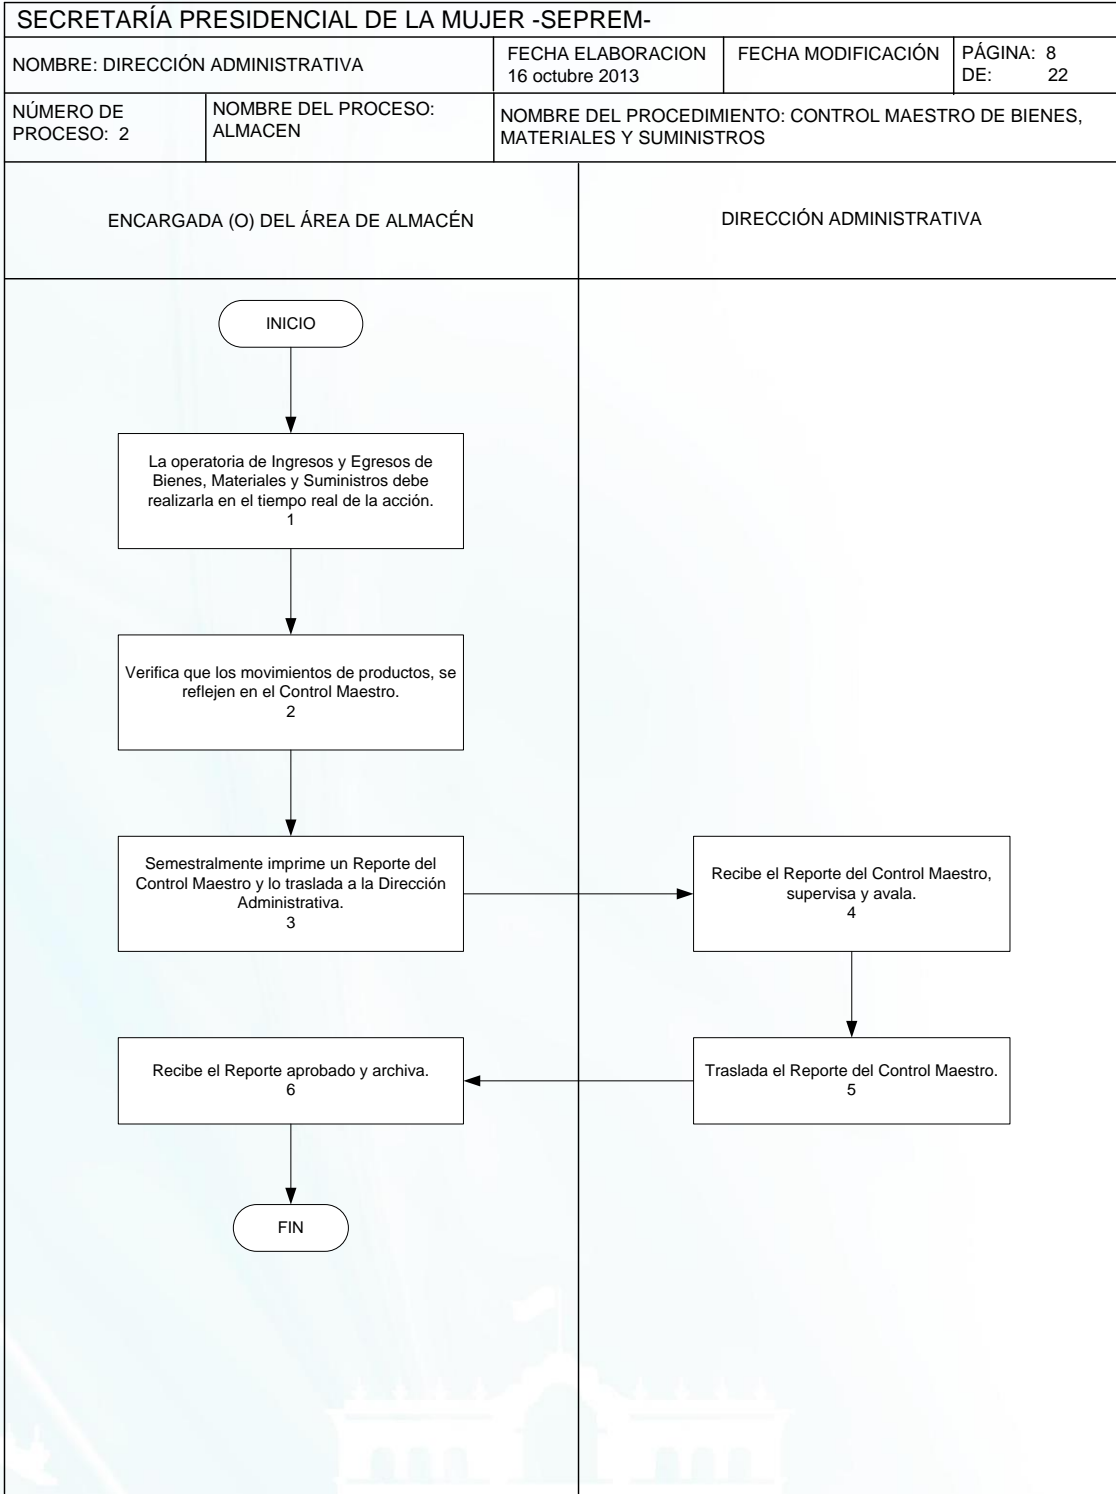 SECRETARÍA PRESIDENCIAL DE LA MUJER -SEPREM-
NOMBRE: DIRECCIÓN ADMINISTRATIVA
FECHA ELABORACION
16 octubre 2013
FECHA MODIFICACIÓN
PÁGINA: 8
DE: 22
NÚMERO DE
PROCESO: 2
NOMBRE DEL PROCESO:
ALMACEN
NOMBRE DEL PROCEDIMIENTO: CONTROL MAESTRO DE BIENES,
MATERIALES Y SUMINISTROS
ENCARGADA (O) DEL ÁREA DE ALMACÉN
DIRECCIÓN ADMINISTRATIVA
INICIO
La operatoria de Ingresos y Egresos de
Bienes, Materiales y Suministros debe
realizarla en el tiempo real de la acción.
1
Verifica que los movimientos de productos, se
reflejen en el Control Maestro.
2
Semestralmente imprime un Reporte del
Control Maestro y lo traslada a la Dirección
Administrativa.
3
Recibe el Reporte del Control Maestro,
supervisa y avala.
4
Traslada el Reporte del Control Maestro.
5
Recibe el Reporte aprobado y archiva.
6
FIN